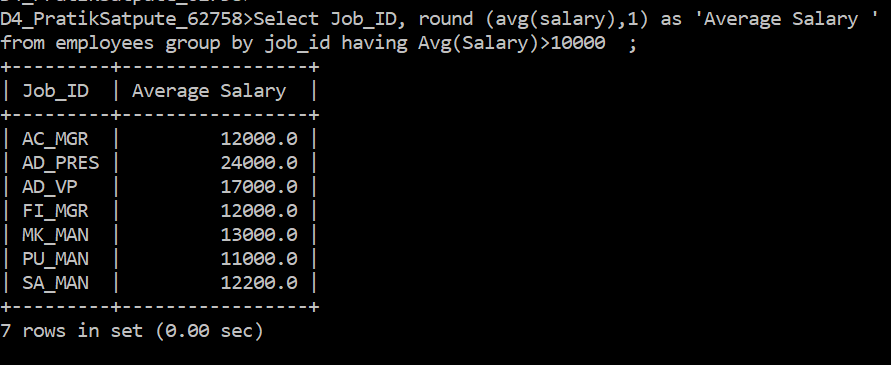 D4_PratikSatpute_62758>Select Job_ID, round (avg(salary),1) as 'Average Salary '
from employees group by job_id having Avg(Salary)>10000  ;
+---------+-----------------+
| Job_ID  | Average Salary  |
+---------+-----------------+
| AC_MGR  |         12000.0 |
| AD_PRES |         24000.0 |
| AD_VP   |         17000.0 |
| FI_MGR  |         12000.0 |
| MK_MAN  |         13000.0 |
| PU_MAN  |         11000.0 |
| SA_MAN  |         12200.0 |
+---------+-----------------+
7 rows in set (0.00 sec)